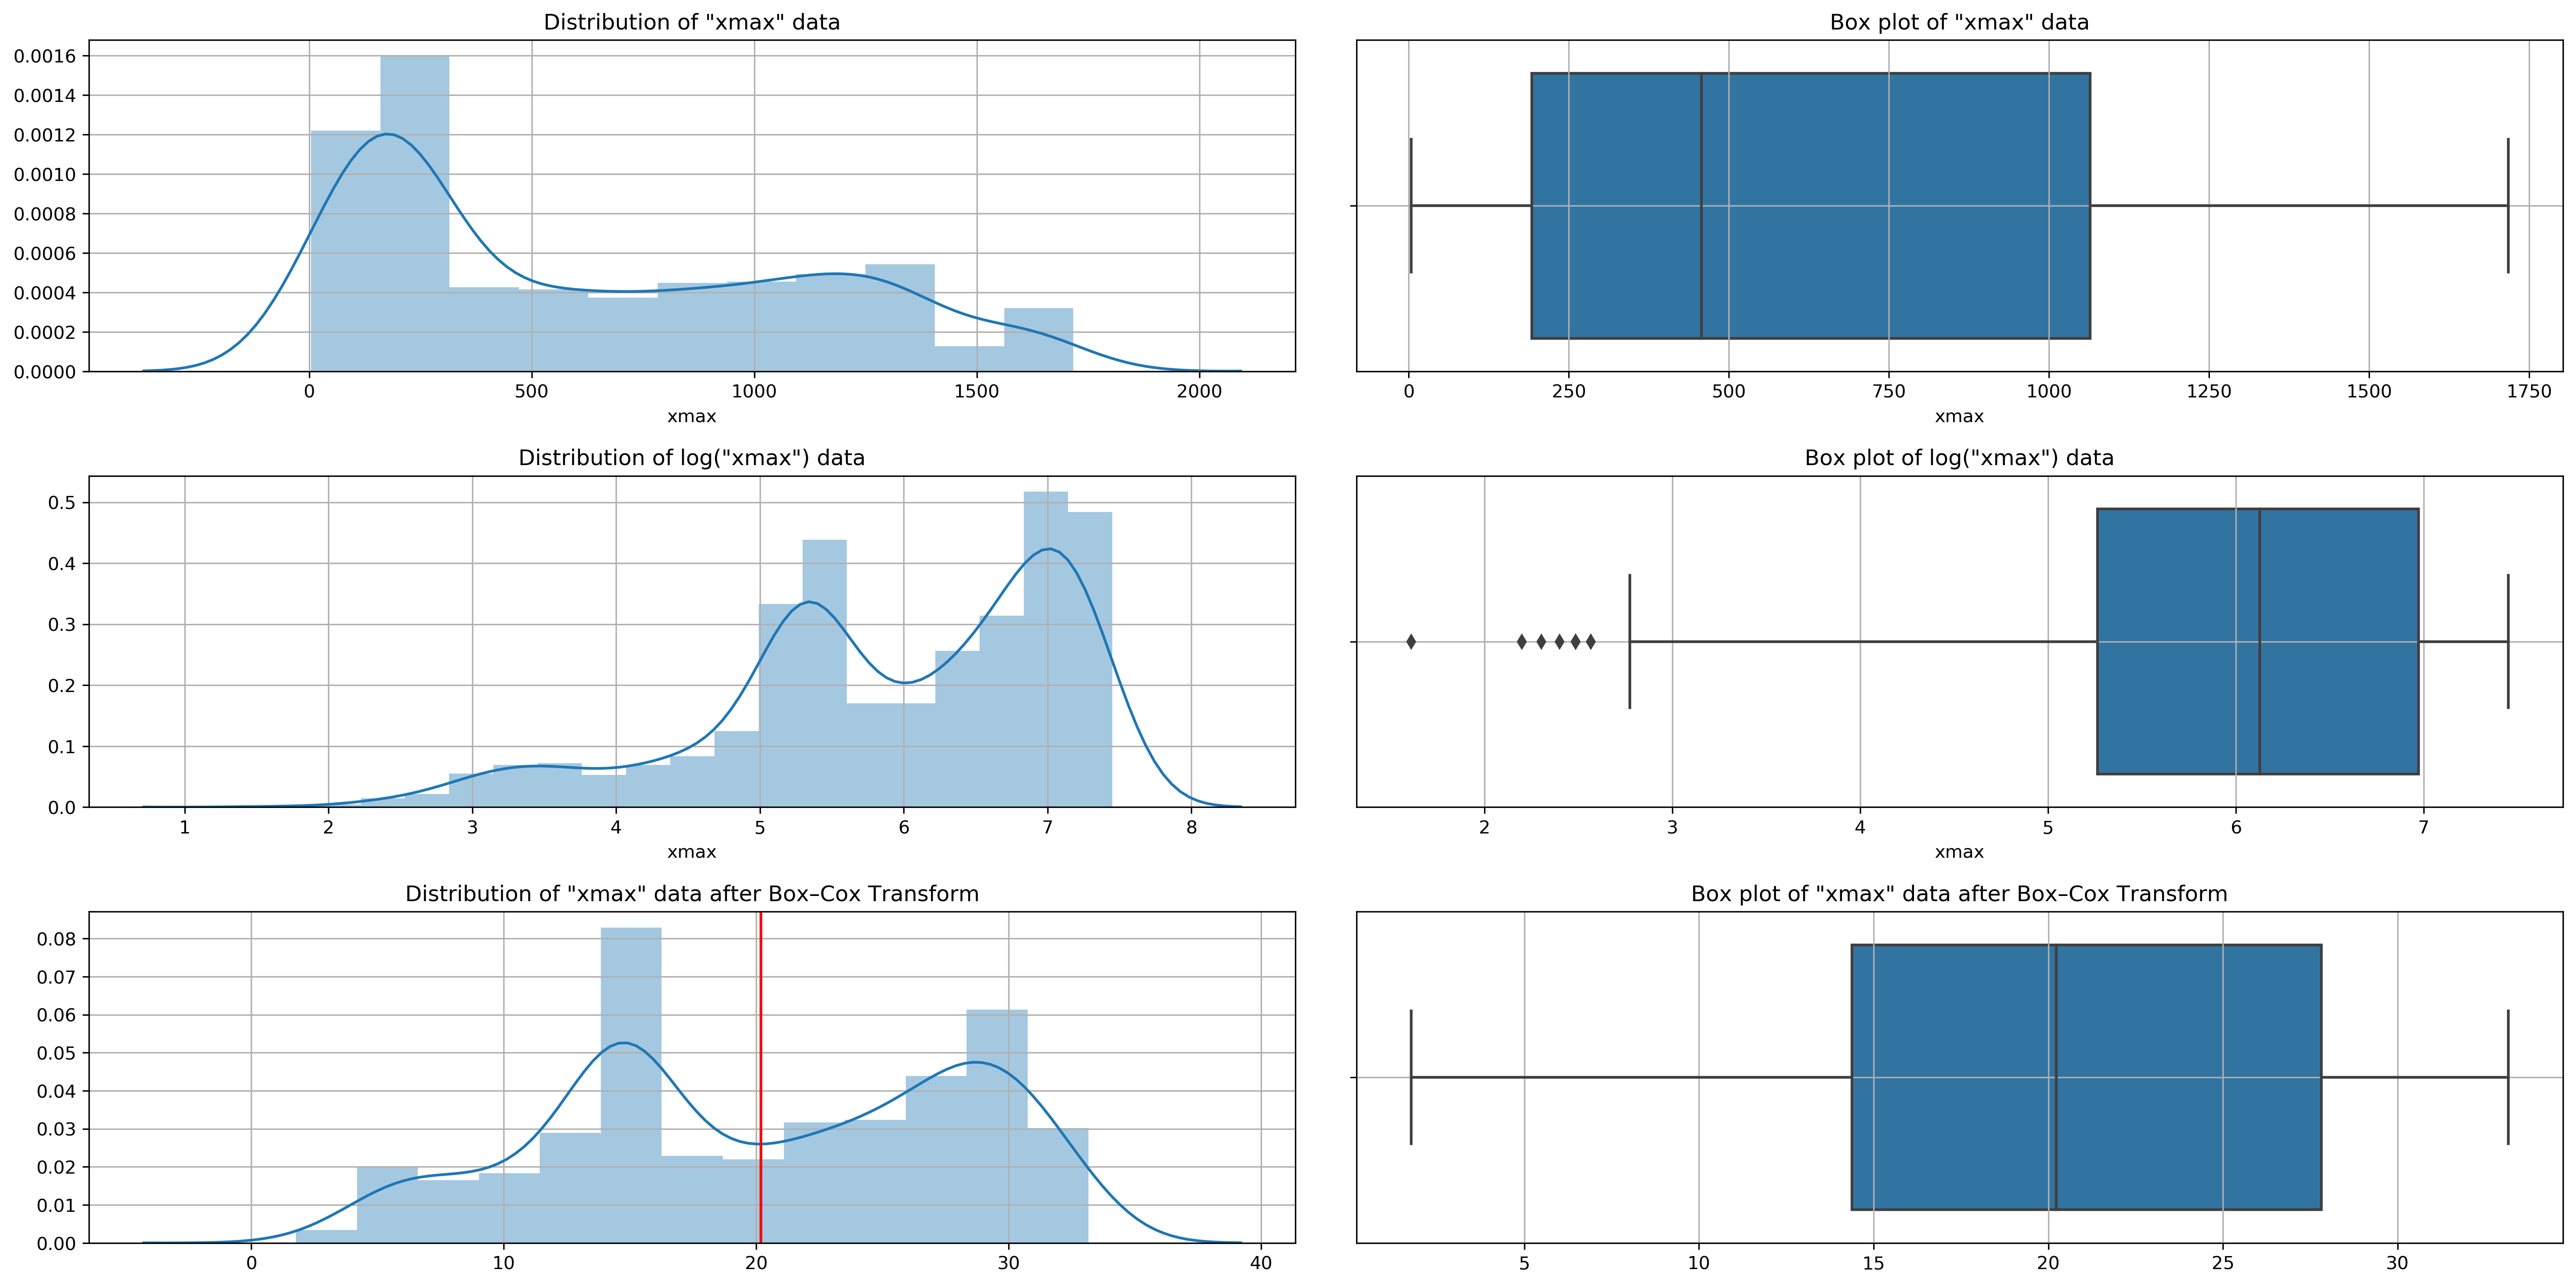 Distribution of "xmax" data
0.0016
0.0014
0.0012
0.0010
0.0008
0.0006
0.0004
0.0002
0.0000
0 500 1000 1500 2000
xmax
Box plot of "xmax" data
0 250 500 750 1000 1250 1500 1750
xmax
Distribution of log("xmax") data
0.5
0.4
0.3
0.2
0.1
0.0
1 2 3 4 5 6 7 8
xmax
Box plot of log("xmax") data
2 3 4 5 6 7
xmax
Distribution of "xmax" data after Box–Cox Transform
0.08
0.07
0.06
0.05
0.04
0.03
0.02
0.01
0.00
0 10 20 30 40
Box plot of "xmax" data after Box–Cox Transform
5 10 15 20 25 30